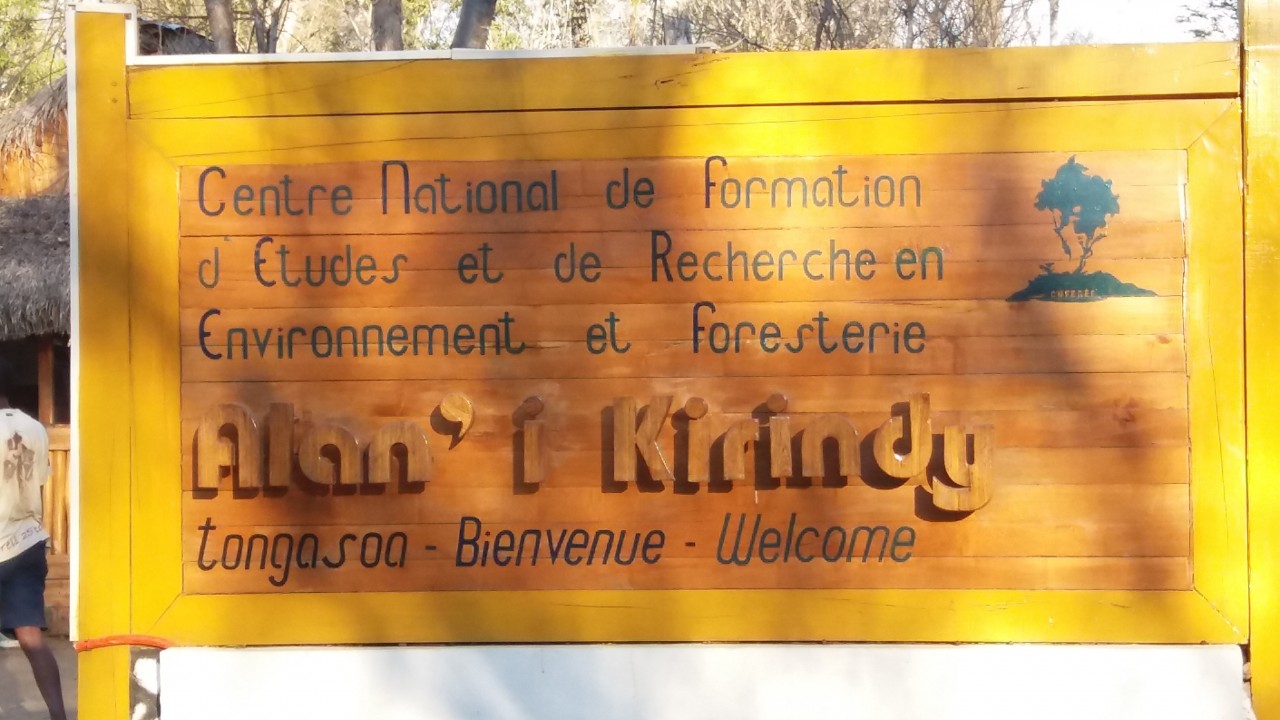 Centre National de Formation
d'Etudes et de Recherche en
Environnement et Foresterie
Alan' i Kirindy
tongasoa - Bienvenue - Welcome